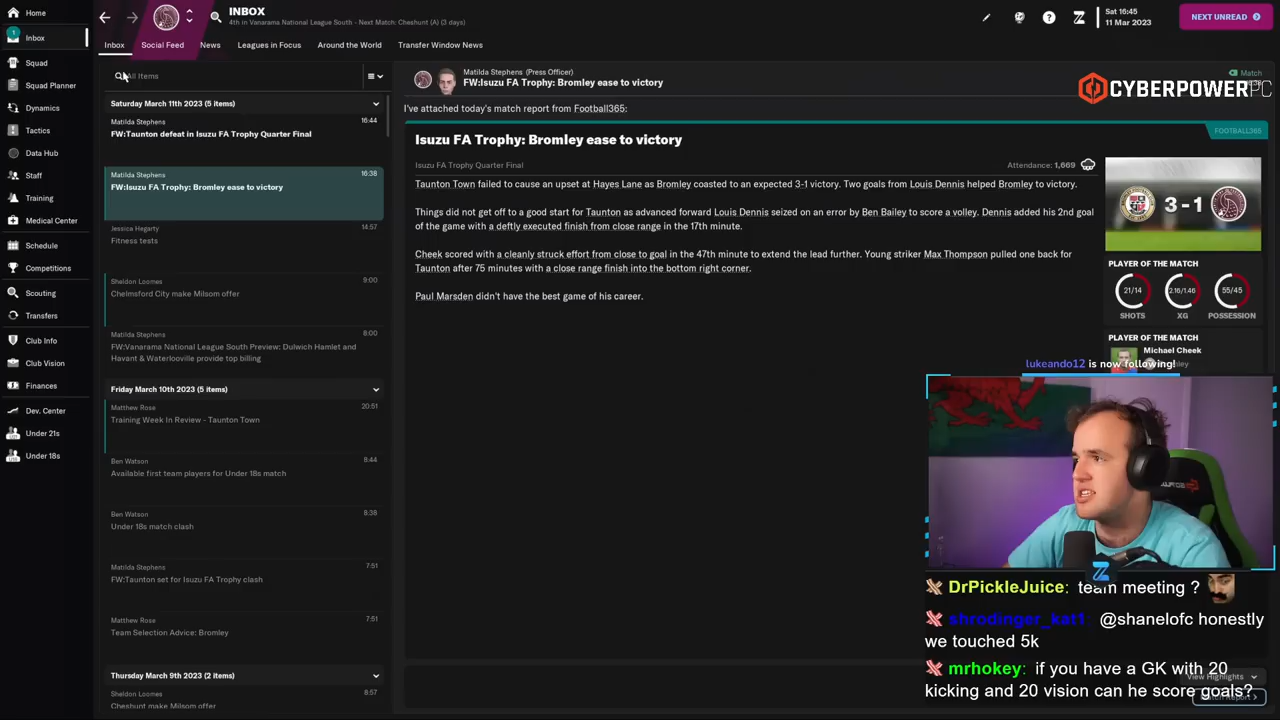 Home
Inbox
1
Squad
Squad Planner
Dynamics
Tactics
Data Hub
Staff
Training
Medical Center
Schedule
Competitions
Scouting
Transfers
Club Info
Club Vision
Finances
Dev. Center
Under 21s
Under 18s
INBOX
4th in Vanarama National League South - Next Match: Cheshunt (A) (3 days)
Sat 16:45
11 Mar 2023
NEXT UNREAD
Inbox
Social Feed
News
Leagues in Focus
Around the World
Transfer Window News
All Items
Saturday March 11th 2023 (5 items)
Matilda Stephens 16:44
FW:Taunton defeat in Isuzu FA Trophy Quarter Final
Matilda Stephens 16:38
FW:Isuzu FA Trophy: Bromley ease to victory
Jessica Hegarty 14:57
Fitness tests
Sheldon Loomes 9:00
Chelmsford City make Milsom offer
Matilda Stephens 8:00
FW:Vanarama National League South Preview: Dulwich Hamlet and
Havant & Waterlooville provide top billing
Friday March 10th 2023 (5 items)
Matthew Rose 20:51
Training Week In Review - Taunton Town
Ben Watson 8:44
Available first team players for Under 18s match
Ben Watson 8:38
Under 18s match clash
Matilda Stephens 7:51
FW:Taunton set for Isuzu FA Trophy clash
Matthew Rose 7:51
Team Selection Advice: Bromley
Thursday March 9th 2023 (2 items)
Sheldon Loomes 8:57
Cheshunt make Milsom offer
Matilda Stephens (Press Officer)
FW:Isuzu FA Trophy: Bromley ease to victory
Match
CYBERPOWERPC
I've attached today's match report from Football365:
FOOTBALL365
Isuzu FA Trophy: Bromley ease to victory
Isuzu FA Trophy Quarter Final
Attendance: 1,669
Taunton Town failed to cause an upset at Hayes Lane as Bromley coasted to an expected 3-1 victory. Two goals from Louis Dennis helped Bromley to victory.
Things did not get off to a good start for Taunton as advanced forward Louis Dennis seized on an error by Ben Bailey to score a volley. Dennis added his 2nd goal
of the game with a deftly executed finish from close range in the 17th minute.
Cheek scored with a cleanly struck effort from close to goal in the 47th minute to extend the lead further. Young striker Max Thompson pulled one back for
Taunton after 75 minutes with a close range finish into the bottom right corner.
Paul Marsden didn't have the best game of his career.
3-1
PLAYER OF THE MATCH
21/14
2.16/1.46
55/45
SHOTS
XG
POSSESSION
PLAYER OF THE MATCH
Michael Cheek
lukeando12 is now following!
DrPickleJuice: team meeting ?
shrodinger_kat1: @shanelofc honestly
we touched 5k
mrhokey: if you have a GK with 20
kicking and 20 vision can he score goals?
View Highlights